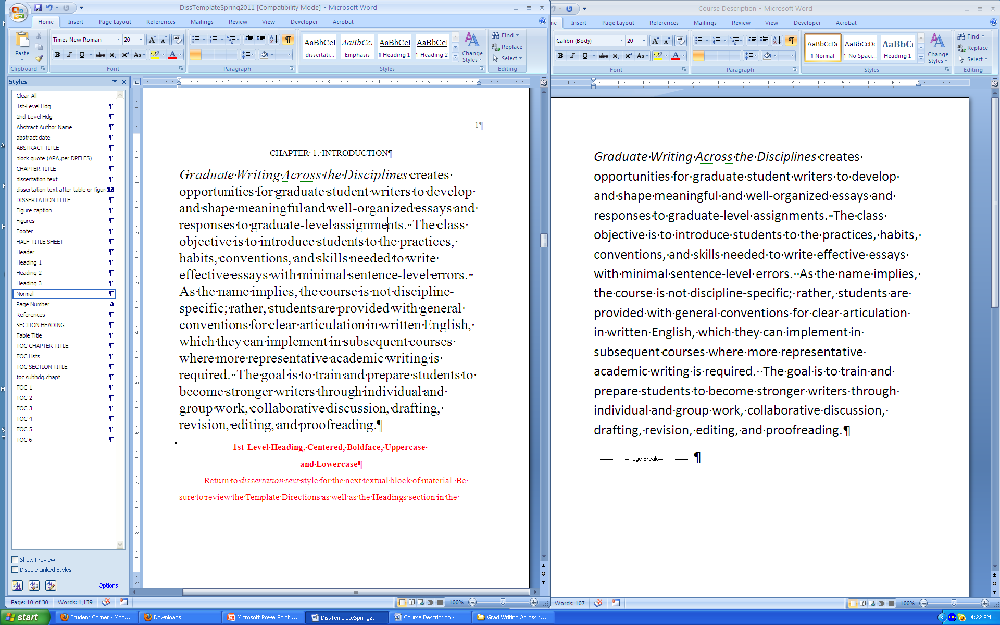 DissTemplateSpring2011 [Compatibility Mode] - Microsoft Word
Home Insert Page Layout References Mailings Review View Developer Acrobat
Paste
Times New Roman 20
AaBbCcI AaBbCcI AaBbCcI AaBbCcI
dissertati... Emphasis ¶ Heading 1 ¶ Heading 2
Change Styles
Find
Replace
Select
Clipboard Font Paragraph Styles Editing
Styles
Clear All
1st-Level Hdg ¶
2nd-Level Hdg ¶
Abstract Author Name ¶
abstract date ¶
ABSTRACT TITLE ¶
block quote (APA,per DPELFS) ¶
CHAPTER TITLE ¶
dissertation text ¶
dissertation text after table or figur ¶a
DISSERTATION TITLE ¶
Figure caption ¶
Figures ¶
Footer ¶
HALF-TITLE SHEET ¶
Header ¶
Heading 1 ¶
Heading 2 ¶
Heading 3 ¶
Normal ¶
Page Number a
References ¶
SECTION HEADING ¶
Table Title ¶
TOC CHAPTER TITLE ¶
TOC Lists ¶
TOC SECTION TITLE ¶
toc subhdg.chapt ¶
TOC 1 ¶
TOC 2 ¶
TOC 3 ¶
TOC 4 ¶
TOC 5 ¶
TOC 6 ¶
Show Preview
Disable Linked Styles
Options...
1¶
CHAPTER 1: INTRODUCTION¶
Graduate Writing Across the Disciplines creates
opportunities for graduate student writers to develop
and shape meaningful and well-organized essays and
responses to graduate-level assignments. The class
objective is to introduce students to the practices,
habits, conventions, and skills needed to write
effective essays with minimal sentence-level errors.
As the name implies, the course is not discipline-
specific; rather, students are provided with general
conventions for clear articulation in written English,
which they can implement in subsequent courses
where more representative academic writing is
required. The goal is to train and prepare students to
become stronger writers through individual and
group work, collaborative discussion, drafting,
revision, editing, and proofreading.¶
1st-Level Heading, Centered, Boldface, Uppercase
and Lowercase¶
Return to dissertation text style for the next textual block of material. Be
sure to review the Template Directions as well as the Headings section in the
Page: 10 of 30 Words: 1,139 100%
Course Description - Microsoft Word
me Insert Page Layout References Mailings Review View Developer Acrobat
Calibri (Body) 20
AaBbCcDc AaBbCcDc AaBbCc
¶ Normal ¶ No Spaci... Heading 1
Change Styles
Find
Replace
Select
Font Paragraph Styles Editing
Graduate Writing Across the Disciplines creates
opportunities for graduate student writers to develop
and shape meaningful and well-organized essays and
responses to graduate-level assignments. The class
objective is to introduce students to the practices, habits,
conventions, and skills needed to write effective essays
with minimal sentence-level errors. As the name implies,
the course is not discipline-specific; rather, students are
provided with general conventions for clear articulation
in written English, which they can implement in
subsequent courses where more representative
academic writing is required. The goal is to train and
prepare students to become stronger writers through
individual and group work, collaborative discussion,
drafting, revision, editing, and proofreading.¶
Page Break ¶
Words: 107 100%
start Student Corner - Moz... Downloads Microsoft PowerPoint ... DissTemplateSpring2... Course Description - ... Grad Writing Across t... 4:22 PM